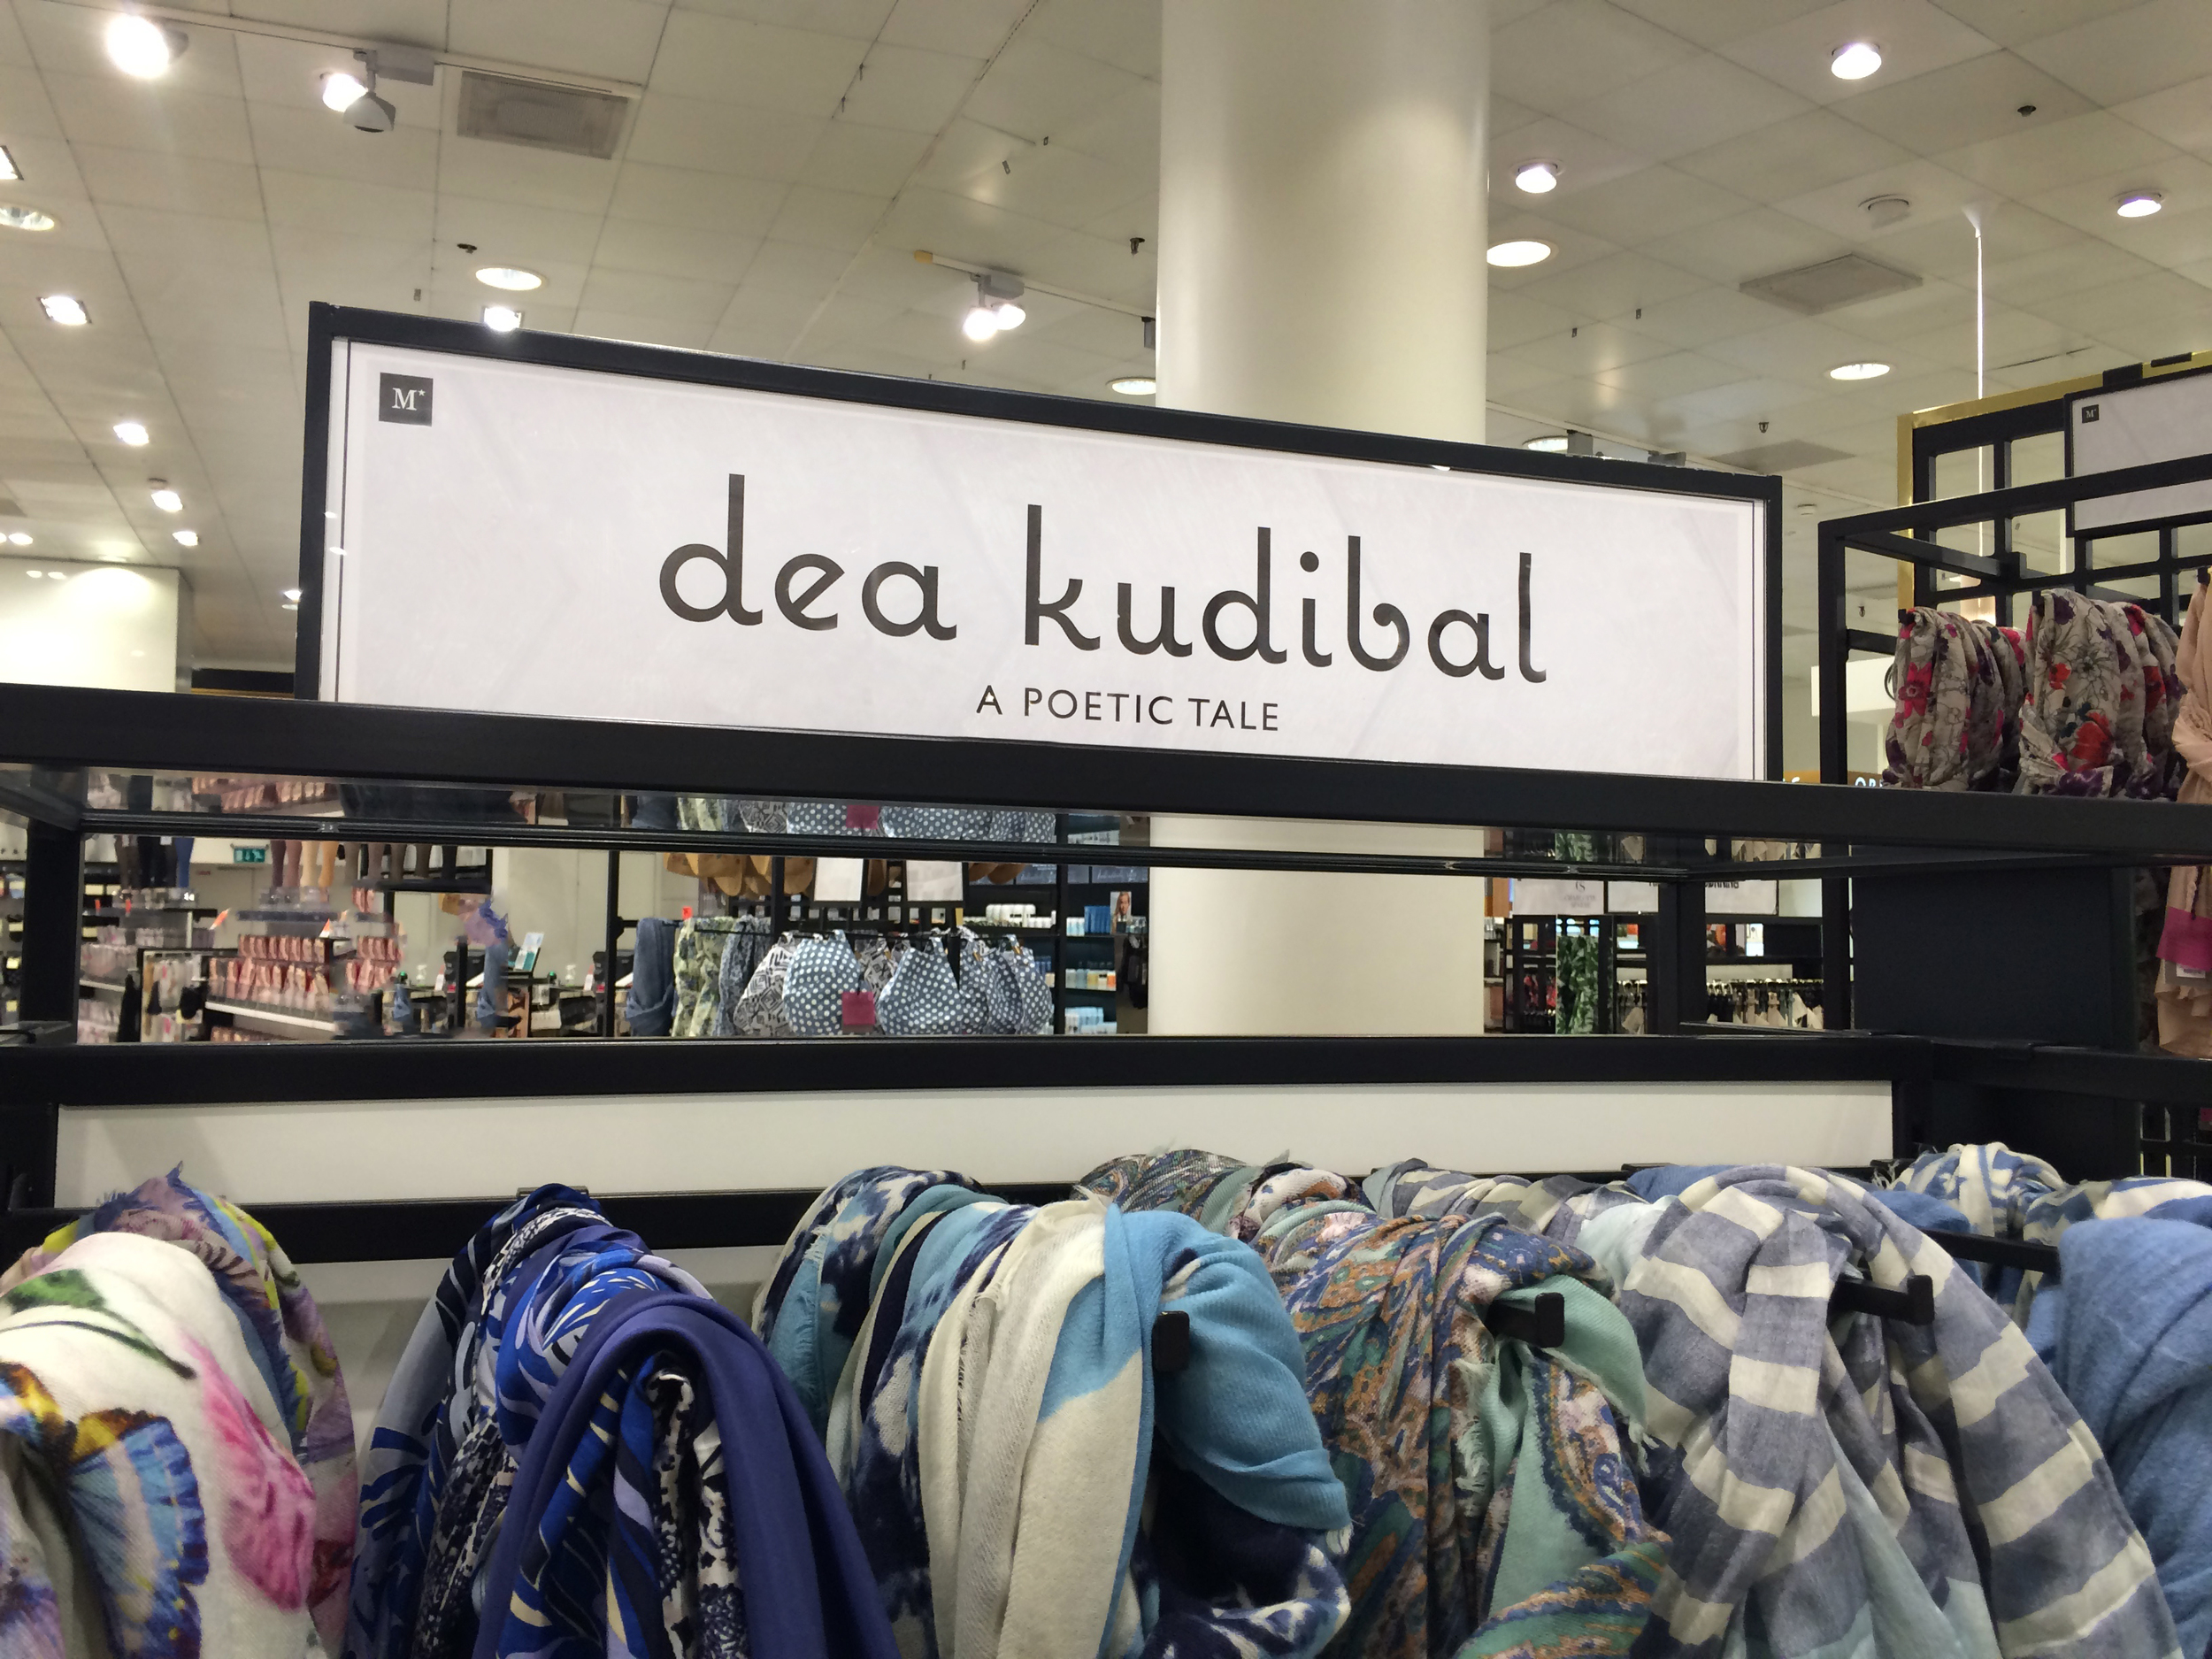 M*
dea kudibal
A POETIC TALE